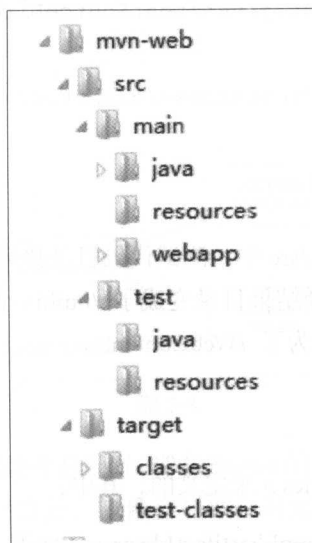 mvn-web
src
main
java
resources
webapp
test
java
resources
target
classes
test-classes